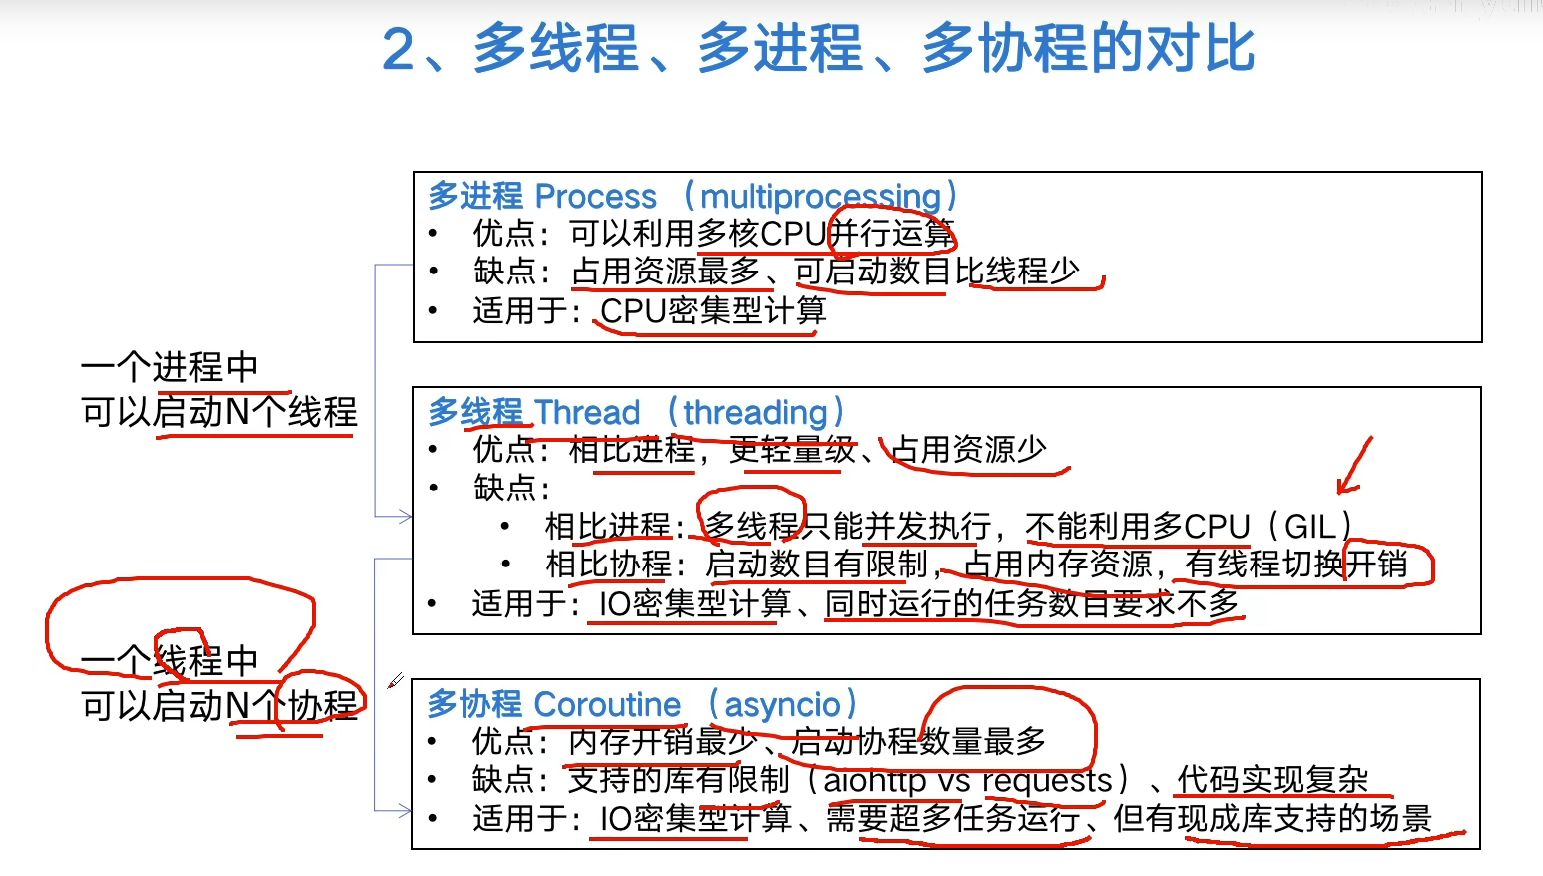 2、多线程、多进程、多协程的对比
多进程 Process （multiprocessing）
• 优点：可以利用多核CPU并行运算
• 缺点：占用资源最多、可启动数目比线程少
• 适用于：CPU密集型计算
一个进程中
可以启动N个线程
多线程 Thread （threading）
• 优点：相比进程，更轻量级、占用资源少
• 缺点：
• 相比进程：多线程只能并发执行，不能利用多CPU（GIL）
• 相比协程：启动数目有限制，占用内存资源，有线程切换开销
• 适用于：IO密集型计算、同时运行的任务数目要求不多
一个线程中
可以启动N个协程
多协程 Coroutine （asyncio）
• 优点：内存开销最少、启动协程数量最多
• 缺点：支持的库有限制（aiohttp vs requests）、代码实现复杂
• 适用于：IO密集型计算、需要超多任务运行、但有现成库支持的场景